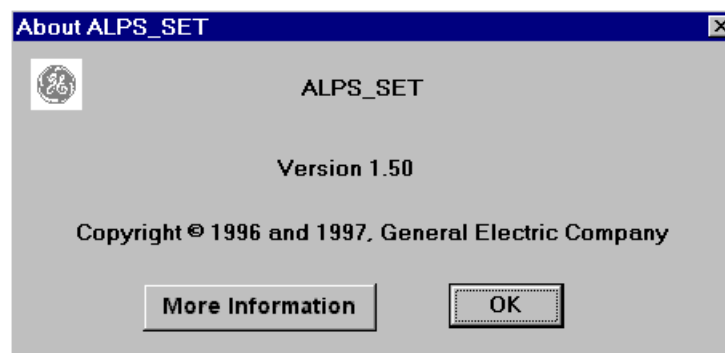 About ALPS_SET
ALPS_SET
Version 1.50
Copyright © 1996 and 1997, General Electric Company
More Information
OK